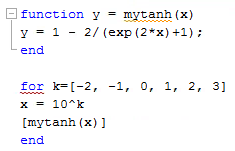 function y = mytanh(x)
y = 1 - 2/(exp(2*x)+1);
end
for k=[-2, -1, 0, 1, 2, 3]
x = 10^k
[mytanh(x)]
end